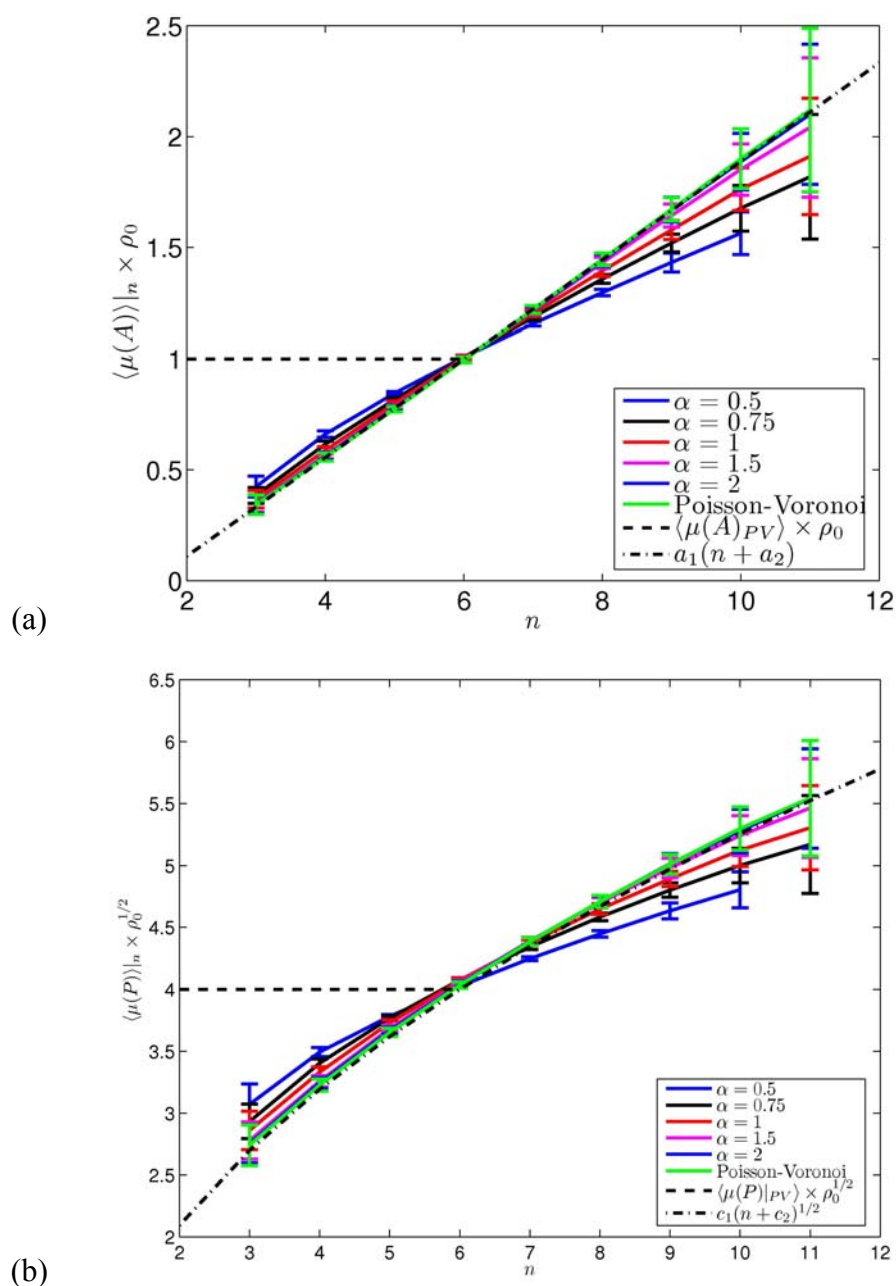 2.5
2
1.5
1
0.5
0
⟨μ(A)⟩|n × ρ0
α = 0.5
α = 0.75
α = 1
α = 1.5
α = 2
Poisson-Voronoi
⟨μ(A)PV⟩ × ρ0
a1(n + a2)
2 4 6 8 10 12
n
(a)
6.5
6
5.5
5
4.5
4
3.5
3
2.5
2
⟨μ(P)⟩|n × ρ0^1/2
α = 0.5
α = 0.75
α = 1
α = 1.5
α = 2
Poisson-Voronoi
⟨μ(P)|PV⟩ × ρ0^1/2
c1(n + c2)^1/2
2 3 4 5 6 7 8 9 10 11 12
n
(b)